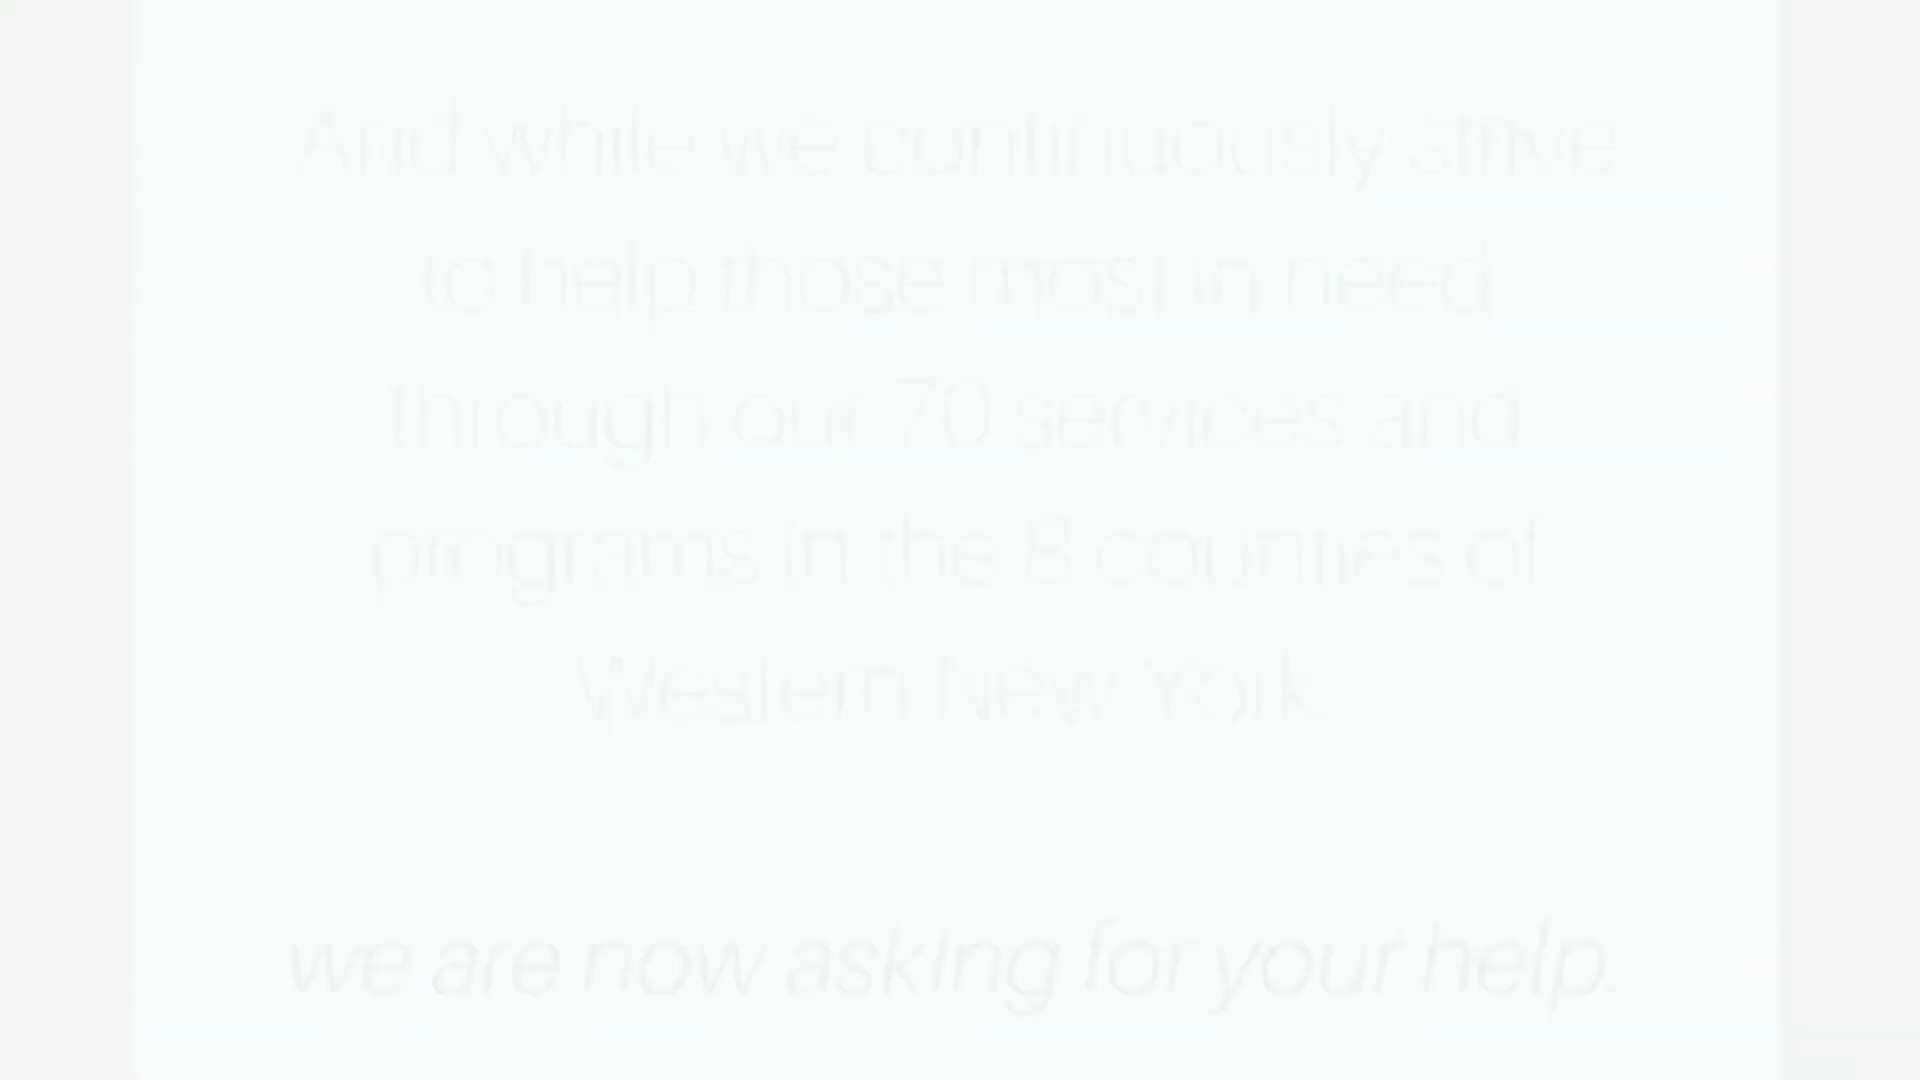 And while we continuously strive
to help those most in need
through our 70 services and
programs in the 8 counties of
Western New York,
we are now asking for your help.